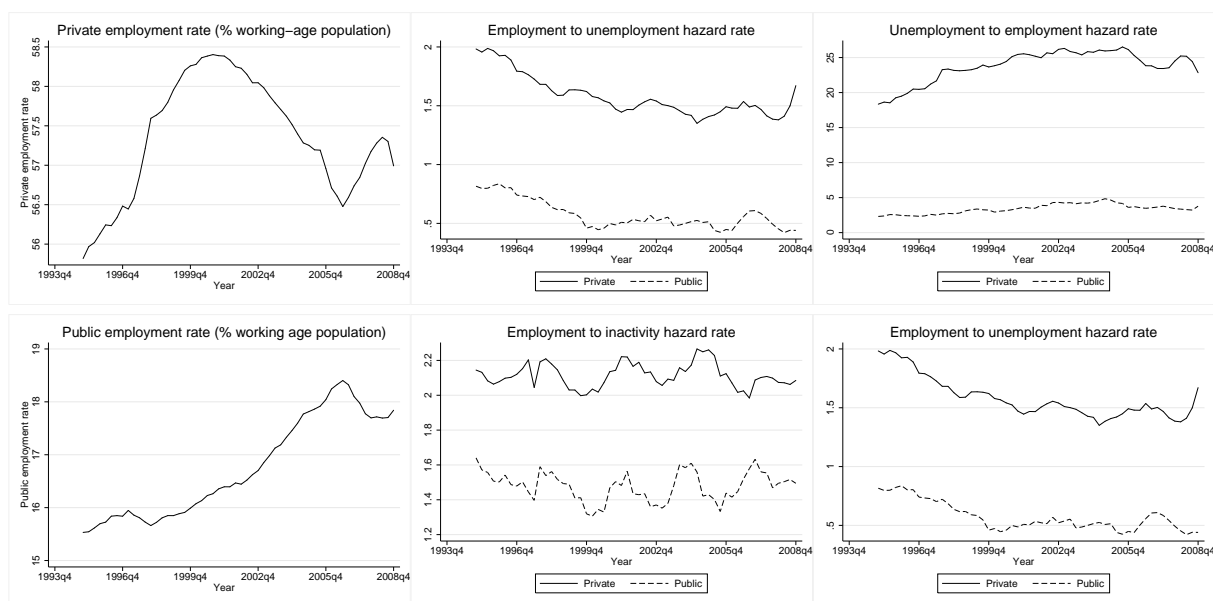 Private employment rate (% working−age population)
Private employment rate
58.5
58
57.5
57
56.5
56
1993q4 1996q4 1999q4 2002q4 2005q4 2008q4
Year
Employment to unemployment hazard rate
2
1.5
1
.5
1993q4 1996q4 1999q4 2002q4 2005q4 2008q4
Year
Private Public
Unemployment to employment hazard rate
25
20
15
10
5
0
1993q4 1996q4 1999q4 2002q4 2005q4 2008q4
Year
Private Public
Public employment rate (% working age population)
Public employment rate
19
18
17
16
15
1993q4 1996q4 1999q4 2002q4 2005q4 2008q4
Year
Employment to inactivity hazard rate
2.2
2
1.8
1.6
1.4
1.2
1993q4 1996q4 1999q4 2002q4 2005q4 2008q4
Year
Private Public
Employment to unemployment hazard rate
2
1.5
1
.5
1993q4 1996q4 1999q4 2002q4 2005q4 2008q4
Year
Private Public